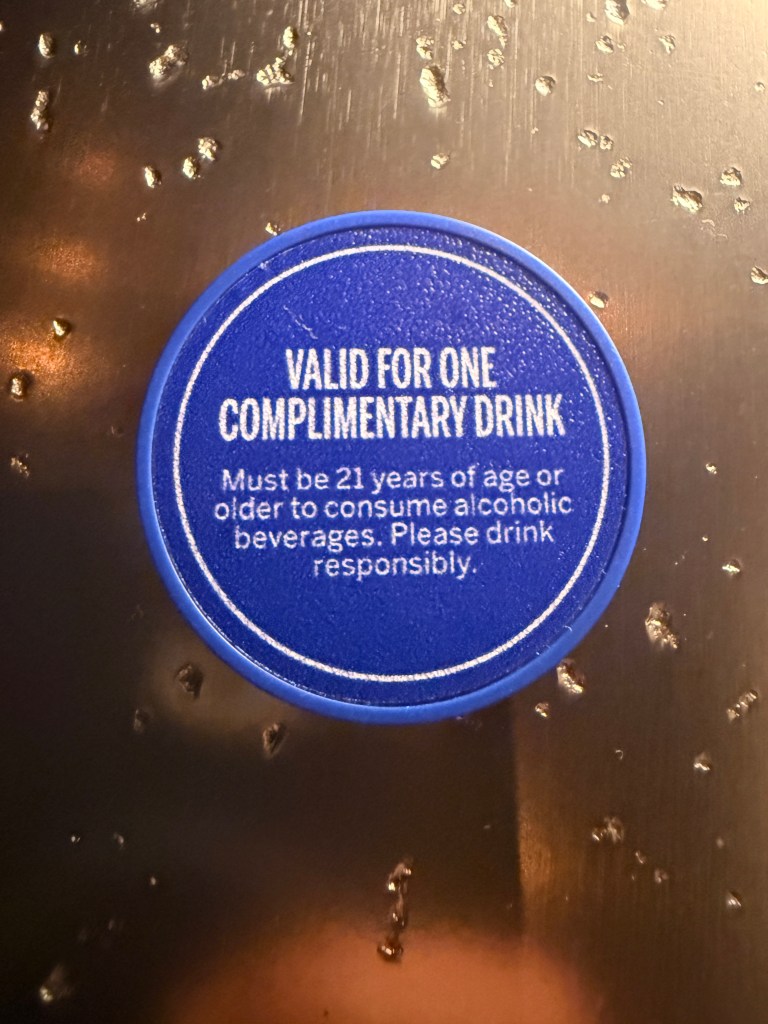 VALID FOR ONE
COMPLIMENTARY DRINK
Must be 21 years of age or
older to consume alcoholic
beverages. Please drink
responsibly.